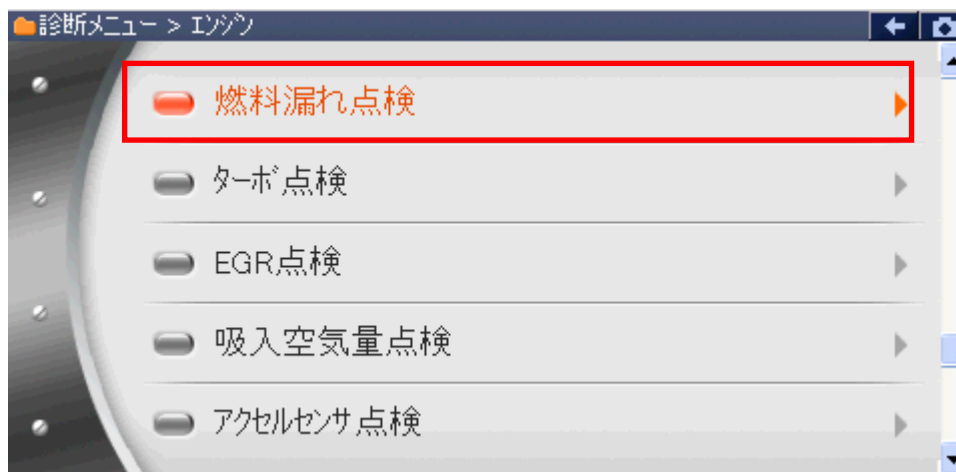 診断メニュー > エンジン
燃料漏れ点検
ターボ点検
EGR点検
吸入空気量点検
アクセルセンサ点検